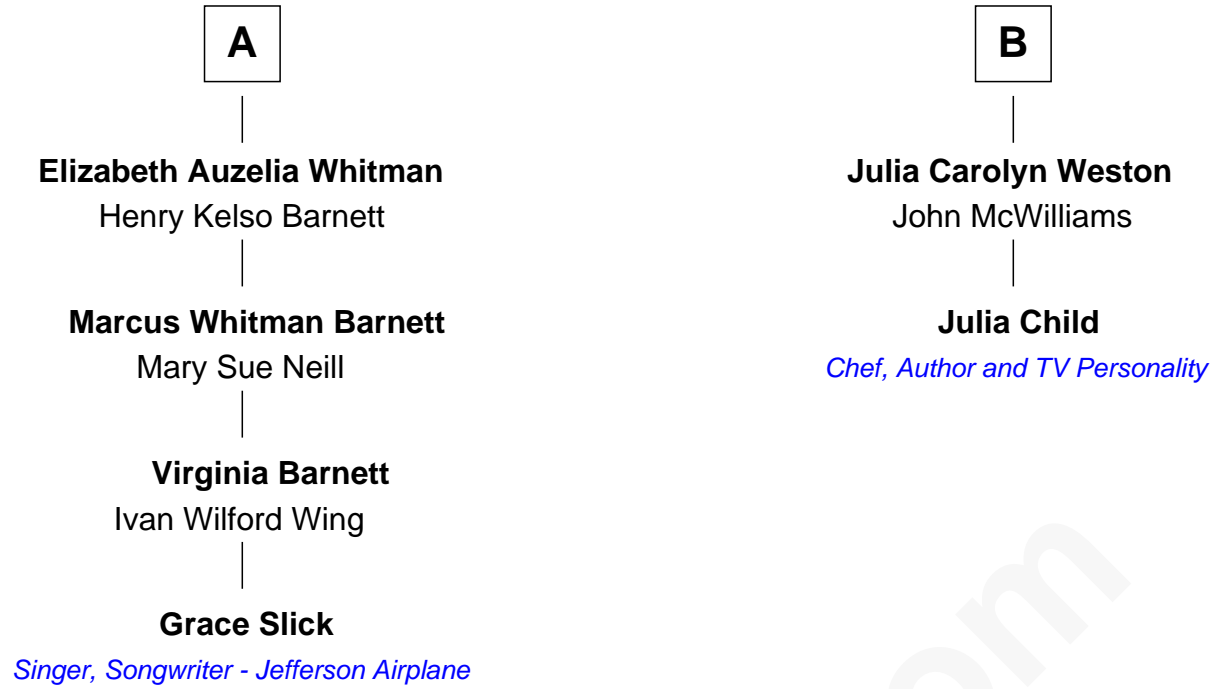 A
Elizabeth Auzelia Whitman
Henry Kelso Barnett
Marcus Whitman Barnett
Mary Sue Neill
Virginia Barnett
Ivan Wilford Wing
Grace Slick
Singer, Songwriter - Jefferson Airplane
B
Julia Carolyn Weston
John McWilliams
Julia Child
Chef, Author and TV Personality
om